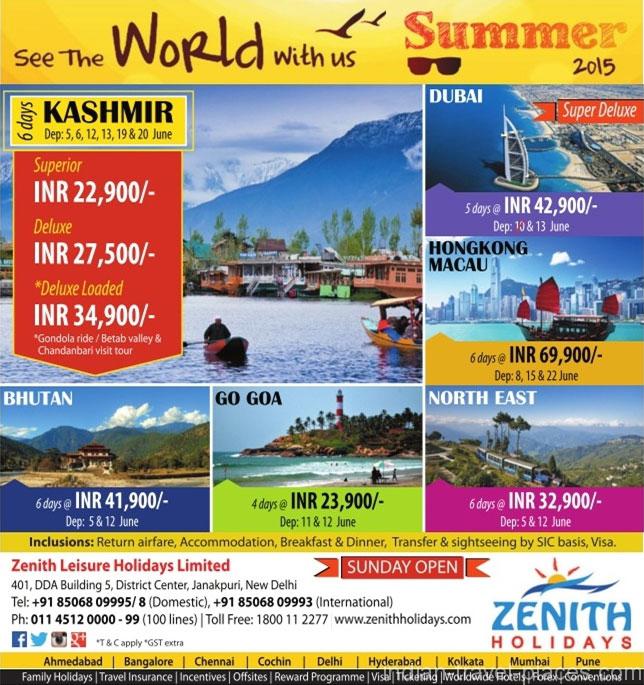 See The World With us
Summer
2015
6 days
KASHMIR
Dep: 5, 6, 12, 13, 19 & 20 June
Superior
INR 22,900/-
Deluxe
INR 27,500/-
*Deluxe Loaded
INR 34,900/-
*Gondola ride / Betab valley &
Chandanbari visit tour
DUBAI
Super Deluxe
5 days @ INR 42,900/-
Dep: 10 & 13 June
HONGKONG
MACAU
6 days @ INR 69,900/-
Dep: 8, 15 & 22 June
BHUTAN
6 days @ INR 41,900/-
Dep: 5 & 12 June
GO GOA
4 days @ INR 23,900/-
Dep: 11 & 12 June
NORTH EAST
6 days @ INR 32,900/-
Dep: 5 & 12 June
Inclusions: Return airfare, Accommodation, Breakfast & Dinner, Transfer & sightseeing by SIC basis, Visa.
Zenith Leisure Holidays Limited
SUNDAY OPEN
401, DDA Building 5, District Center, Janakpuri, New Delhi
Tel: +91 85068 09995/ 8 (Domestic), +91 85068 09993 (International)
Ph: 011 4512 0000 - 99 (100 lines) | Toll Free: 1800 11 2277 www.zenithholidays.com
*T & C apply *GST extra
ZENITH
HOLIDAYS
Ahmedabad | Bangalore | Chennai | Cochin | Delhi | Hyderabad | Kolkata | Mumbai | Pune
Family Holidays | Travel Insurance | Incentives | Offsites | Reward Programme | Visa | Ticketing | Worldwide Hotels | Forex | Conventions